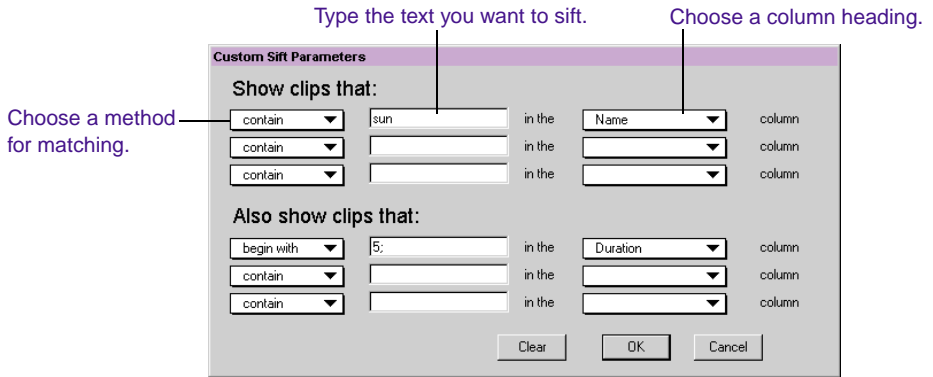 Type the text you want to sift.
Choose a column heading.
Custom Sift Parameters
Show clips that:
Choose a method
for matching.
contain sun in the Name column
contain in the column
contain in the column
Also show clips that:
begin with 5; in the Duration column
contain in the column
contain in the column
Clear OK Cancel